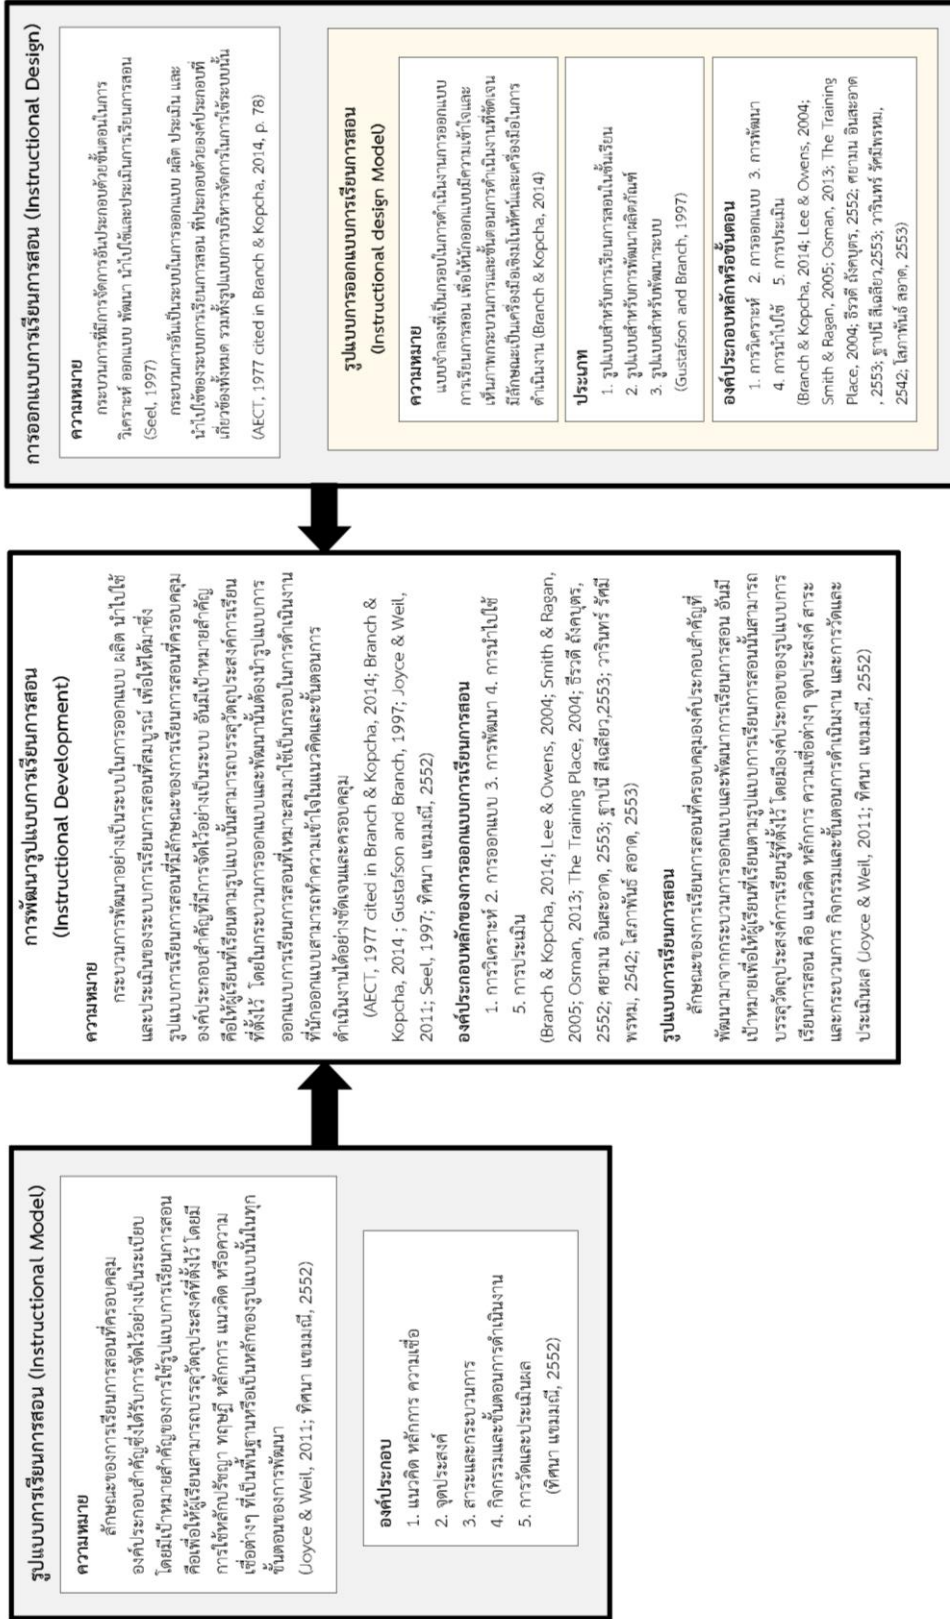 รูปแบบการเรียนการสอน (Instructional Model)
ความหมาย
ลักษณะของการเรียนการสอนที่ครอบคลุม
องค์ประกอบสำคัญซึ่งได้รับการจัดไว้อย่างเป็นระเบียบ
โดยมีเป้าหมายสำคัญของการใช้รูปแบบการเรียนการสอน
คือเพื่อให้ผู้เรียนสามารถบรรลุวัตถุประสงค์ที่ตั้งไว้ โดยมี
การใช้หลักปรัชญา ทฤษฎี หลักการ แนวคิด หรือความ
เชื่อต่างๆ ที่เป็นพื้นฐานหรือเป็นหลักของรูปแบบนั้นในทุก
ขั้นตอนของการพัฒนา
(Joyce & Weil, 2011; ทิศนา แขมมณี, 2552)
องค์ประกอบ
1. แนวคิด หลักการ ความเชื่อ
2. จุดประสงค์
3. สาระและกระบวนการ
4. กิจกรรมและขั้นตอนการดำเนินงาน
5. การวัดและประเมินผล
(ทิศนา แขมมณี, 2552)
การพัฒนารูปแบบการเรียนการสอน
(Instructional Development)
ความหมาย
กระบวนการพัฒนาอย่างเป็นระบบในการออกแบบ ผลิต นำไปใช้
และประเมินของระบบการเรียนการสอนที่สมบูรณ์ เพื่อให้ได้มาซึ่ง
รูปแบบการเรียนการสอนที่มีลักษณะของการเรียนการสอนที่ครอบคลุม
องค์ประกอบสำคัญที่มีการจัดไว้อย่างเป็นระบบ อันมีเป้าหมายสำคัญ
คือให้ผู้เรียนที่เรียนตามรูปแบบนั้นสามารถบรรลุวัตถุประสงค์การเรียน
ที่ตั้งไว้ โดยในกระบวนการออกแบบและพัฒนานั้นต้องนำรูปแบบการ
ออกแบบการเรียนการสอนที่เหมาะสมมาใช้เป็นกรอบในการดำเนินงาน
ที่นักออกแบบสามารถทำความเข้าใจในแนวคิดและขั้นตอนการ
ดำเนินงานได้อย่างชัดเจนและครอบคลุม
(AECT, 1977 cited in Branch & Kopcha, 2014; Branch &
Kopcha, 2014 ; Gustafson and Branch, 1997; Joyce & Weil,
2011; Seel, 1997; ทิศนา แขมมณี, 2552)
องค์ประกอบหลักของการออกแบบการเรียนการสอน
1. การวิเคราะห์ 2. การออกแบบ 3. การพัฒนา 4. การนำไปใช้
5. การประเมิน
(Branch & Kopcha, 2014; Lee & Owens, 2004; Smith & Ragan,
2005; Osman, 2013; The Training Place, 2004; ธีรวดี ถังคบุตร,
2552; ศยามน อินสะอาด, 2553; ฐาปนี สีเฉลียว,2553; วารินทร์ รัศมี
พรหม, 2542; โสภาพันธ์ สอาด, 2553)
รูปแบบการเรียนการสอน
ลักษณะของการเรียนการสอนที่ครอบคลุมองค์ประกอบสำคัญที่
พัฒนามาจากกระบวนการออกแบบและพัฒนาการเรียนการสอน อันมี
เป้าหมายเพื่อให้ผู้เรียนที่เรียนตามรูปแบบการเรียนการสอนนั้นสามารถ
บรรลุวัตถุประสงค์การเรียนรู้ที่ตั้งไว้ โดยมีองค์ประกอบของรูปแบบการ
เรียนการสอน คือ แนวคิด หลักการ ความเชื่อต่างๆ จุดประสงค์ สาระ
และกระบวนการ กิจกรรมและขั้นตอนการดำเนินงาน และการวัดและ
ประเมินผล (Joyce & Weil, 2011; ทิศนา แขมมณี, 2552)
การออกแบบการเรียนการสอน (Instructional Design)
ความหมาย
กระบวนการที่มีการจัดการอันประกอบด้วยขั้นตอนในการ
วิเคราะห์ ออกแบบ พัฒนา นำไปใช้และประเมินการเรียนการสอน
(Seel, 1997)
กระบวนการอันเป็นระบบในการออกแบบ ผลิต ประเมิน และ
นำไปใช้ของระบบการเรียนการสอน ที่ประกอบด้วยองค์ประกอบที่
เกี่ยวข้องทั้งหมด รวมทั้งรูปแบบการบริหารจัดการในการใช้ระบบนั้น
(AECT, 1977 cited in Branch & Kopcha, 2014, p. 78)
รูปแบบการออกแบบการเรียนการสอน
(Instructional design Model)
ความหมาย
แบบจำลองที่เป็นกรอบในการดำเนินงานการออกแบบ
การเรียนการสอน เพื่อให้นักออกแบบมีความเข้าใจและ
เห็นภาพกระบวนการและขั้นตอนการดำเนินงานที่ชัดเจน
มีลักษณะเป็นเครื่องมือเชิงมโนทัศน์และเครื่องมือในการ
ดำเนินงาน (Branch & Kopcha, 2014)
ประเภท
1. รูปแบบสำหรับการเรียนการสอนในชั้นเรียน
2. รูปแบบสำหรับการพัฒนาผลิตภัณฑ์
3. รูปแบบสำหรับพัฒนาระบบ
(Gustafson and Branch, 1997)
องค์ประกอบหลักหรือขั้นตอน
1. การวิเคราะห์ 2. การออกแบบ 3. การพัฒนา
4. การนำไปใช้ 5. การประเมิน
(Branch & Kopcha, 2014; Lee & Owens, 2004;
Smith & Ragan, 2005; Osman, 2013; The Training
Place, 2004; ธีรวดี ถังคบุตร, 2552; ศยามน อินสะอาด
, 2553; ฐาปนี สีเฉลียว,2553; วารินทร์ รัศมีพรหม,
2542; โสภาพันธ์ สอาด, 2553)